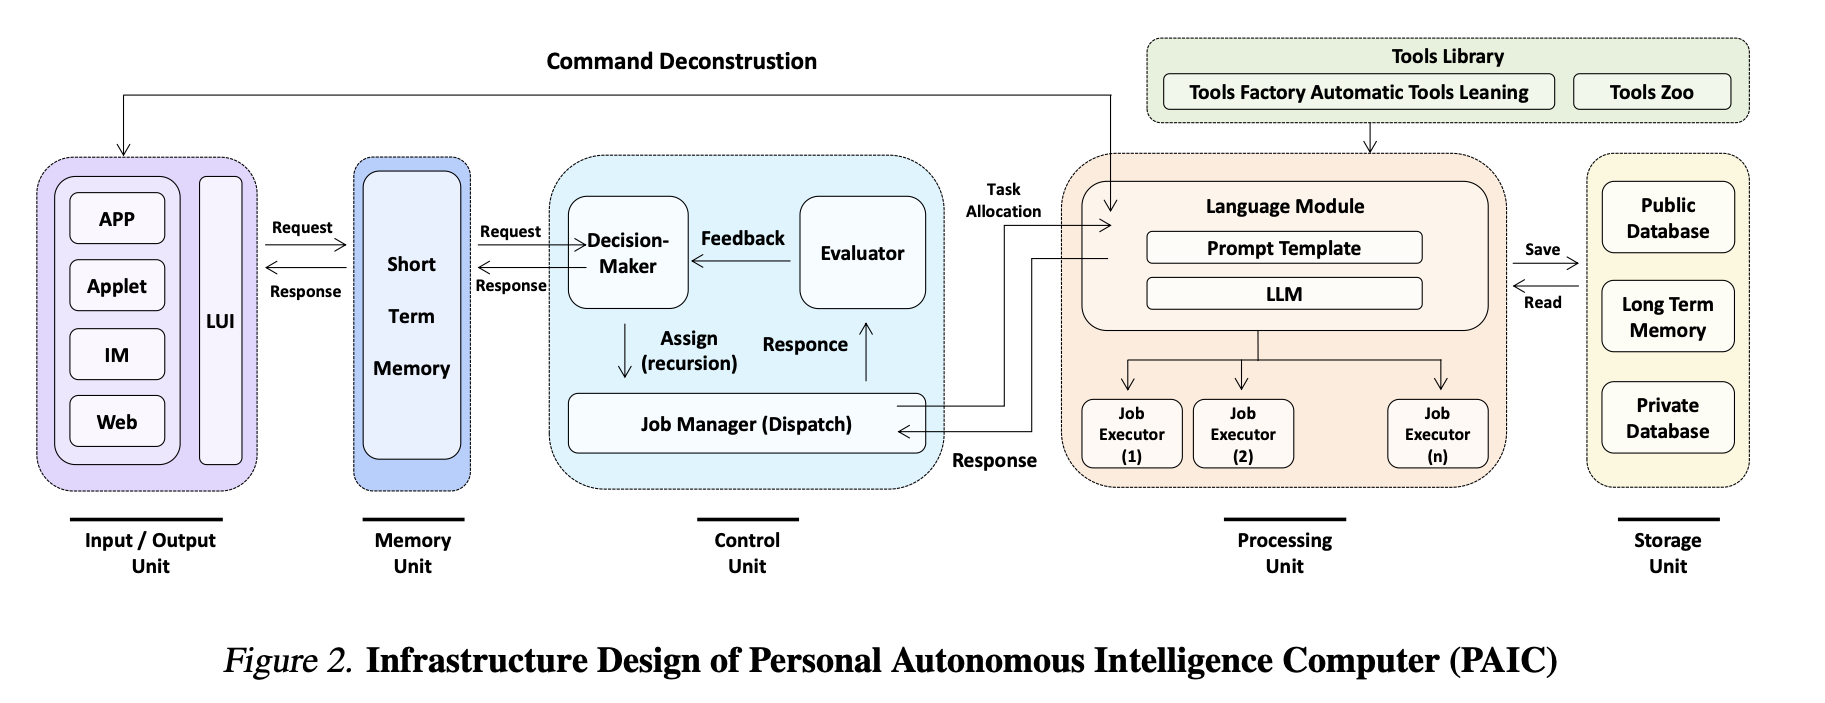 Command Deconstrustion
Tools Library
Tools Factory Automatic Tools Leaning
Tools Zoo
APP
Applet
IM
Web
LUI
Request
Response
Short
Term
Memory
Request
Response
Decision-
Maker
Feedback
Evaluator
Assign
(recursion)
Responce
Job Manager (Dispatch)
Task
Allocation
Response
Language Module
Prompt Template
LLM
Job
Executor
(1)
Job
Executor
(2)
Job
Executor
(n)
Save
Read
Public
Database
Long Term
Memory
Private
Database
Input / Output
Unit
Memory
Unit
Control
Unit
Processing
Unit
Storage
Unit
Figure 2. Infrastructure Design of Personal Autonomous Intelligence Computer (PAIC)